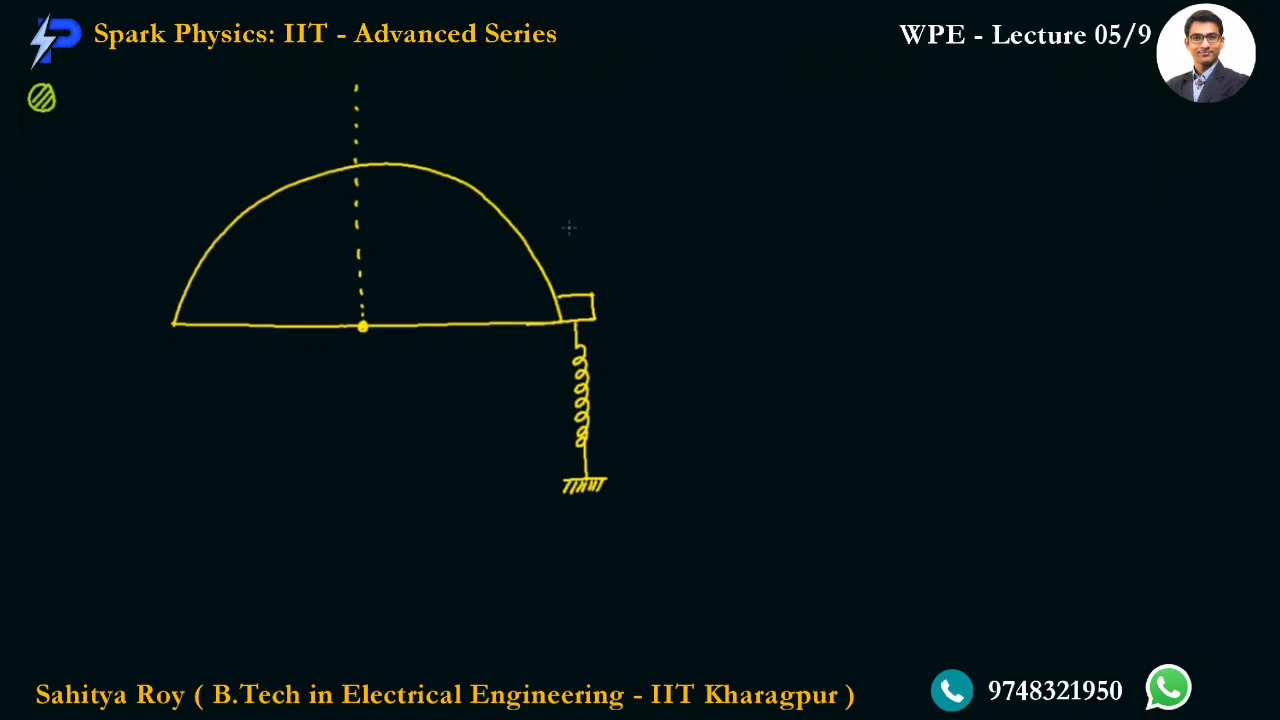 Spark Physics: IIT - Advanced Series
WPE - Lecture 05/9
Sahitya Roy ( B.Tech in Electrical Engineering - IIT Kharagpur )
9748321950